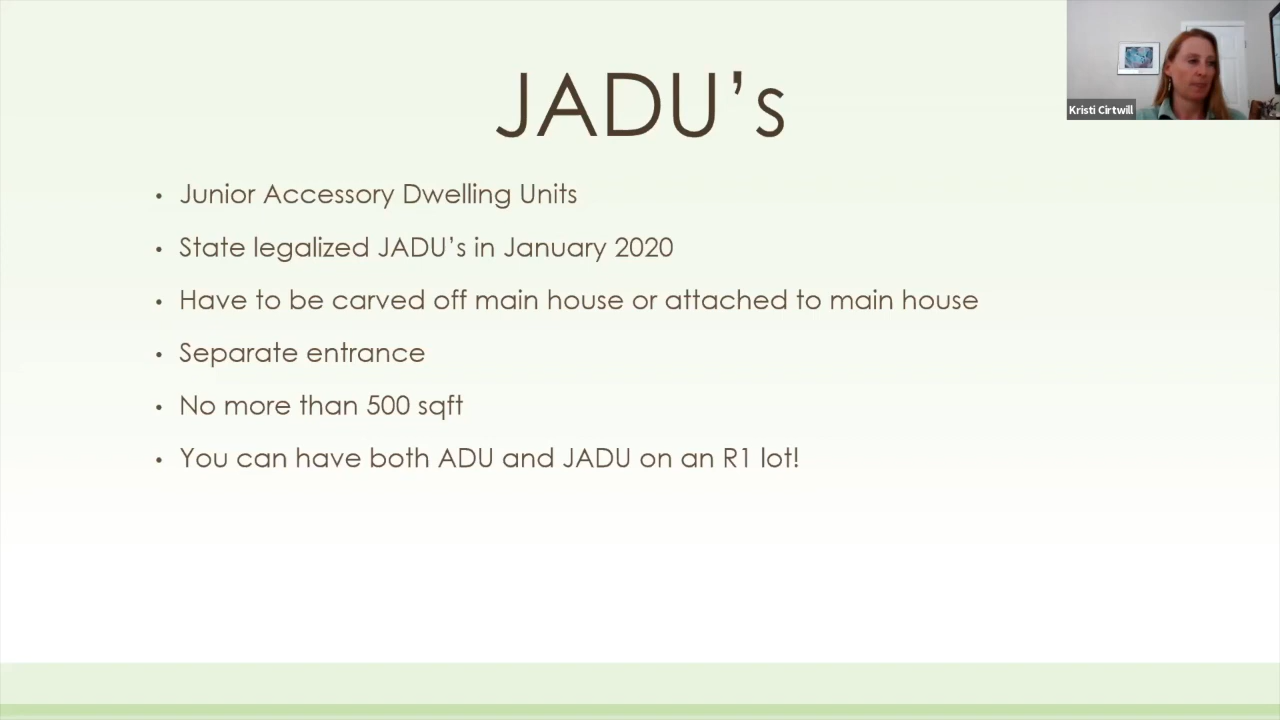 JADU’s
• Junior Accessory Dwelling Units
• State legalized JADU’s in January 2020
• Have to be carved off main house or attached to main house
• Separate entrance
• No more than 500 sqft
• You can have both ADU and JADU on an R1 lot!
Kristi Cirtwill